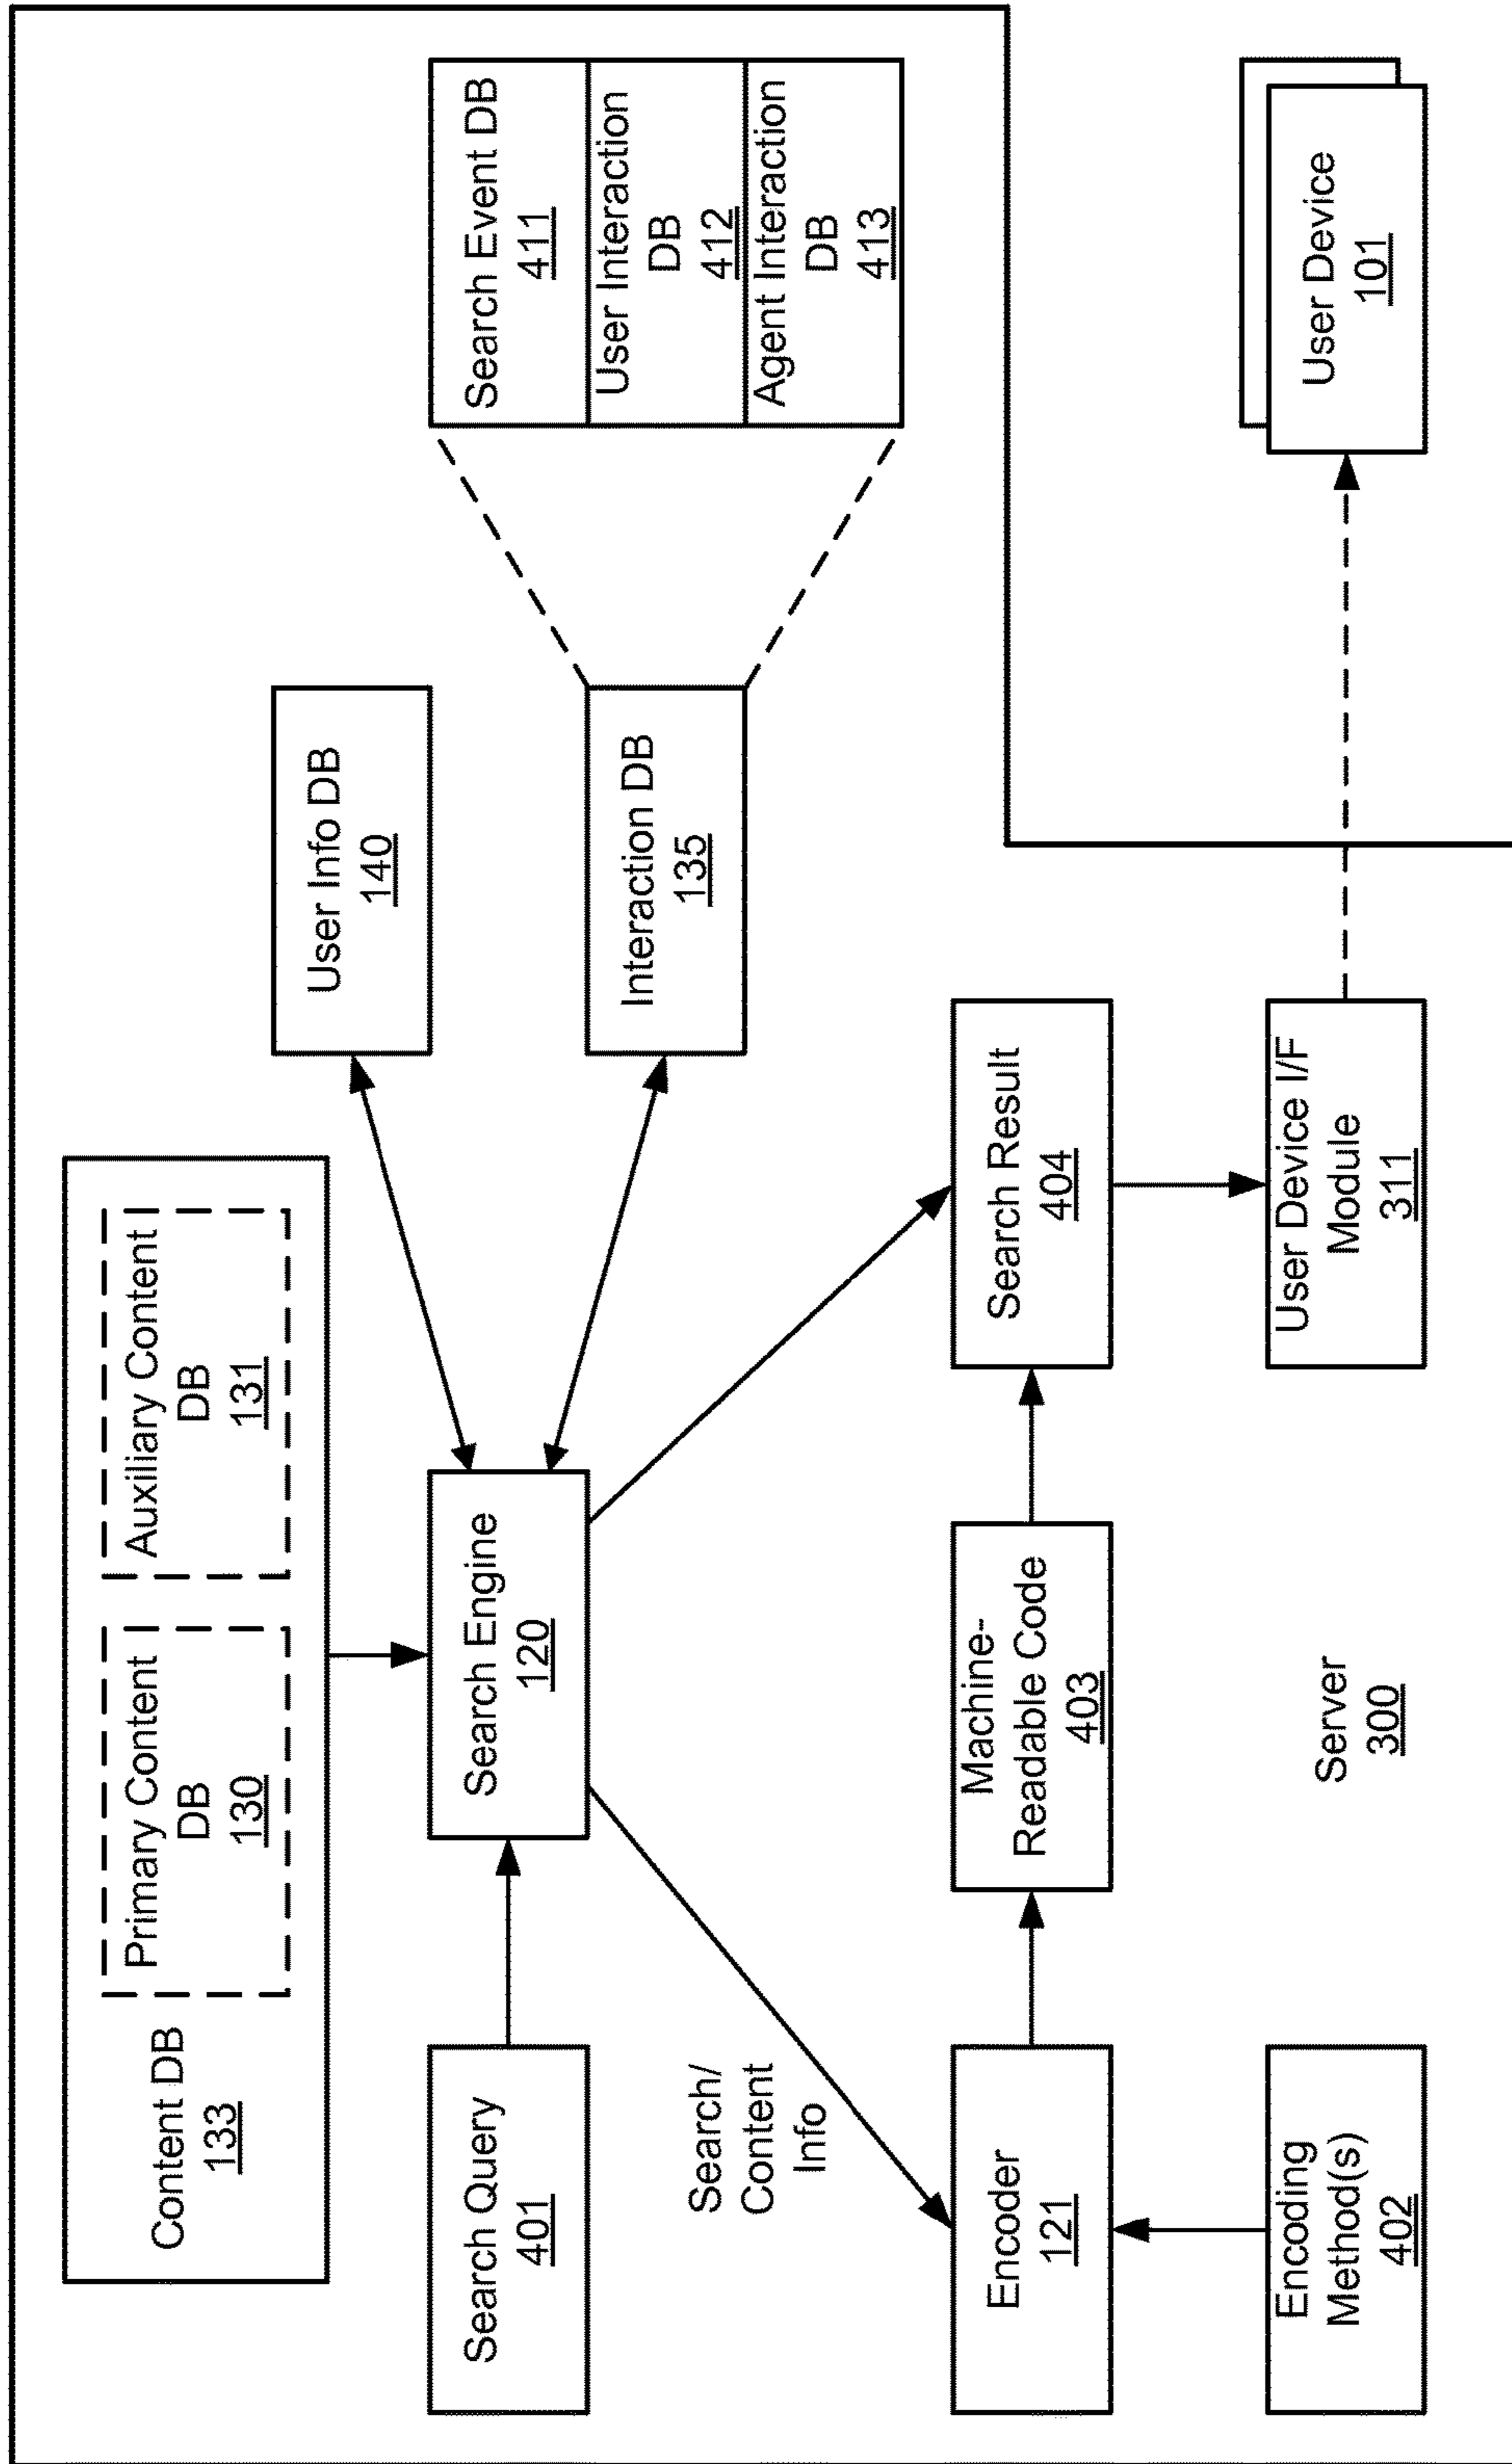 Content DB
133
Primary Content
DB
130
Auxiliary Content
DB
131
Search Query
401
Search Engine
120
User Info DB
140
Interaction DB
135
Search Event DB
411
User Interaction
DB
412
Agent Interaction
DB
413
Search/
Content
Info
Encoder
121
Machine-
Readable Code
403
Search Result
404
Encoding
Method(s)
402
Server
300
User Device I/F
Module
311
User Device
101